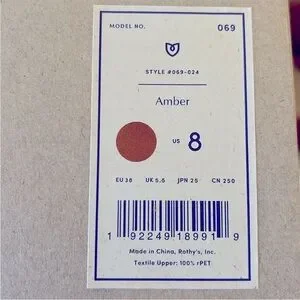 MODEL NO. 069
STYLE #069-024
Amber
US 8
EU 38 UK 5.5 JPN 25 CN 250
1 92249 18991 9
Made in China, Rothy's, Inc.
Textile Upper: 100% rPET